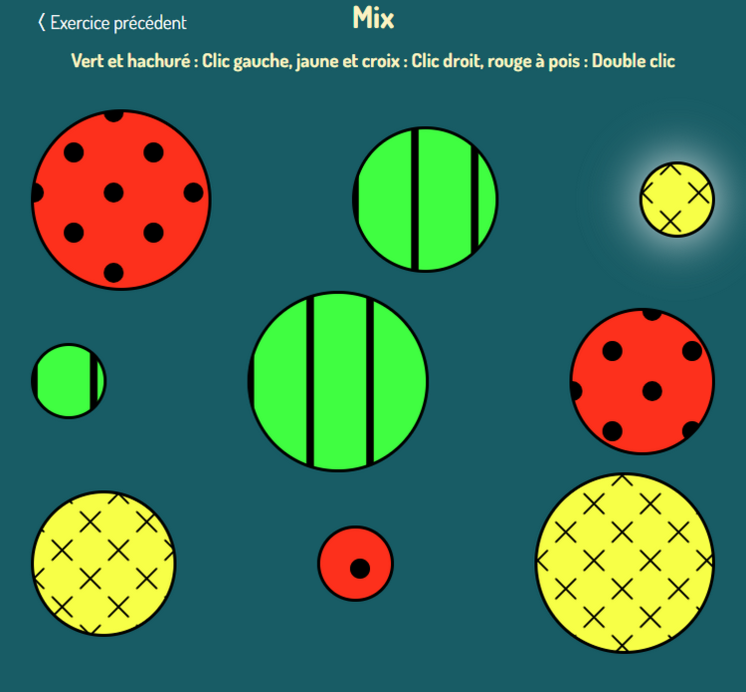 〈 Exercice précédent
Mix
Vert et hachuré : Clic gauche, jaune et croix : Clic droit, rouge à pois : Double clic